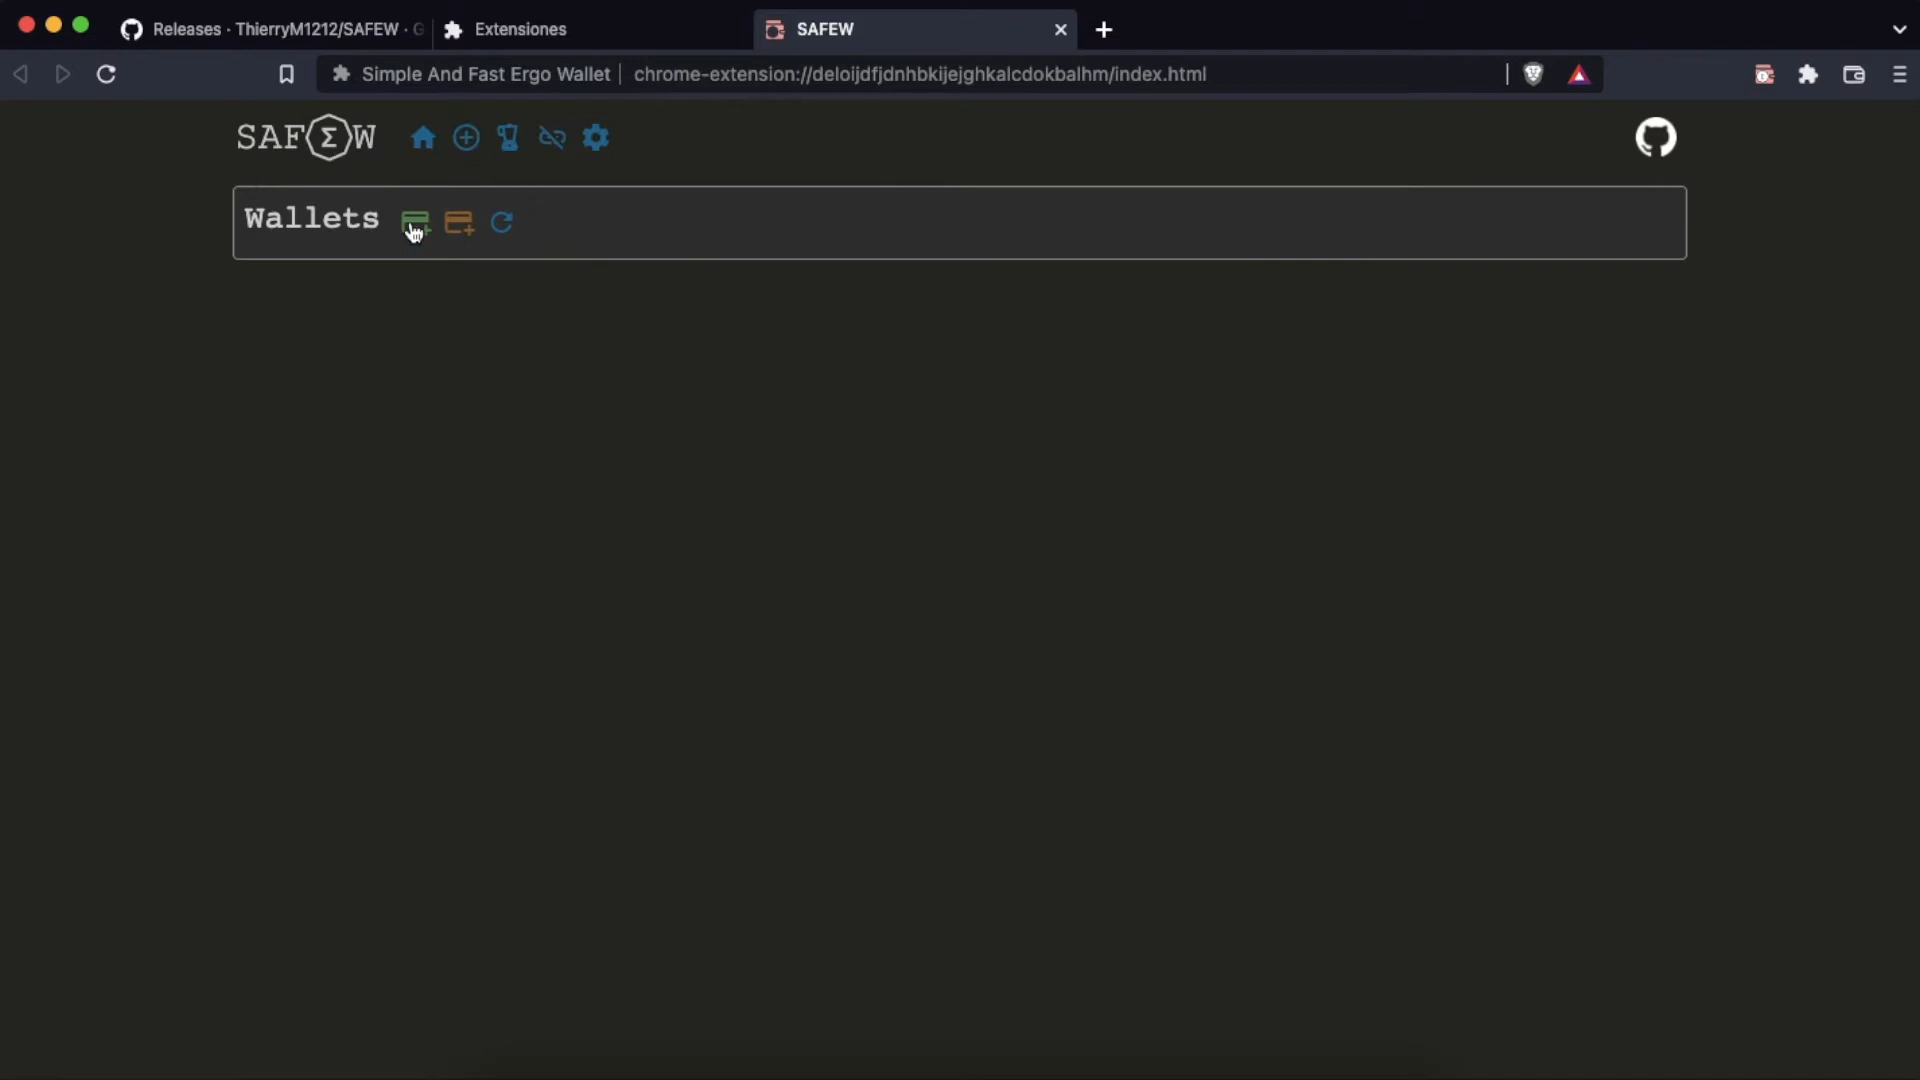 Releases · ThierryM1212/SAFEW · G
Extensiones
SAFEW
Simple And Fast Ergo Wallet
chrome-extension://deloijdfjdnhbkijejghkalcdokbalhm/index.html
SAFΣW
Wallets